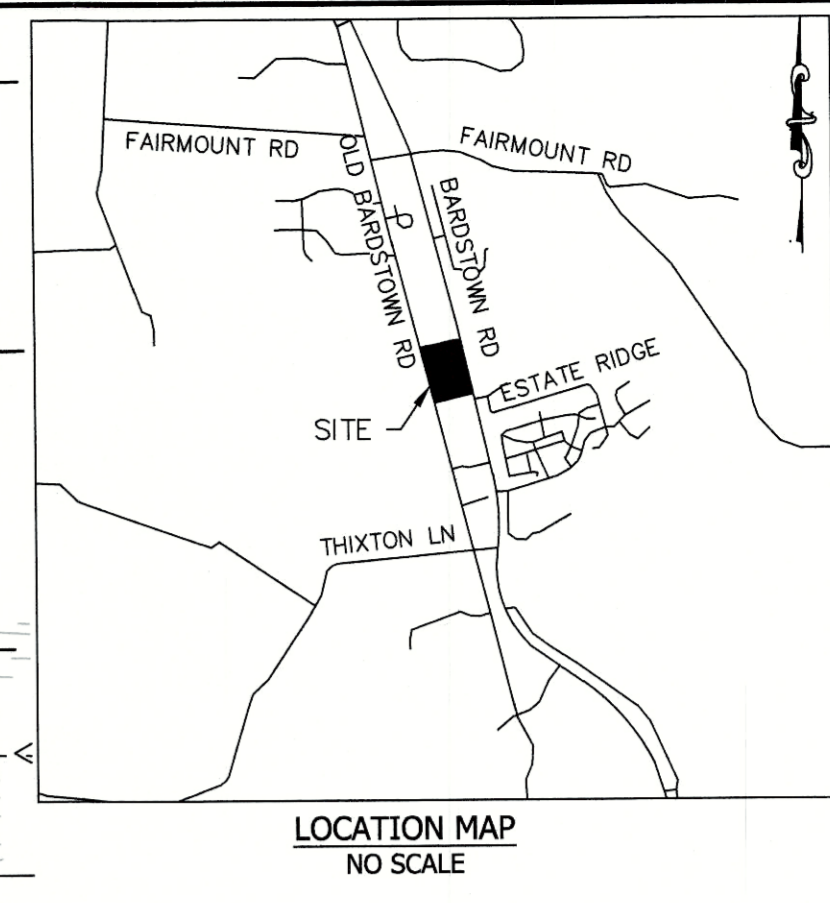 FAIRMOUNT RD
FAIRMOUNT RD
OLD BARDSTOWN RD
BARDSTOWN RD
ESTATE RIDGE
SITE
THIXTON LN
LOCATION MAP
NO SCALE